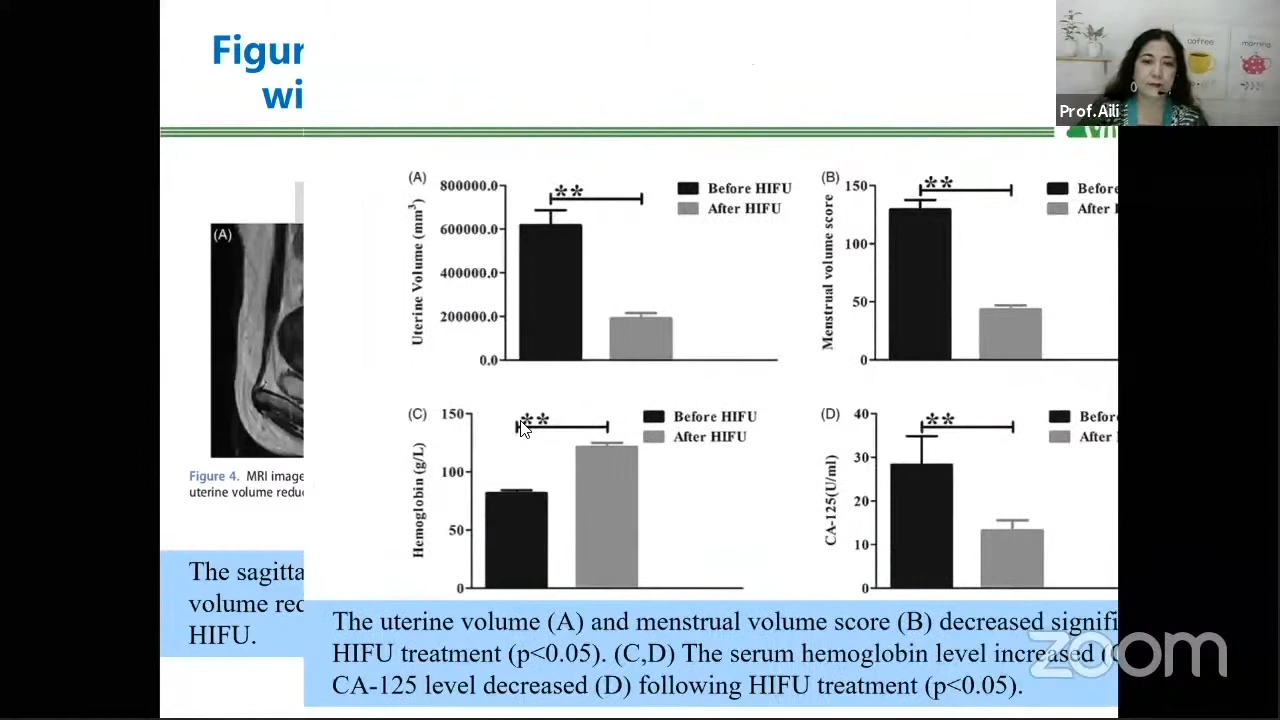 Figur
wi
coffee
morning
Prof.Aili
(A)
Figure 4. MRI image
uterine volume redu
The sagitta
volume red
HIFU.
(A)
800000.0
600000.0
400000.0
200000.0
0.0
Uterine Volume (mm³)
**
Before HIFU
After HIFU
(B)
150
100
50
0
Menstrual volume score
**
Before
After
(C)
150
100
50
0
Hemoglobin (g/L)
**
Before HIFU
After HIFU
(D)
40
30
20
10
0
CA-125(U/ml)
**
Before
After
The uterine volume (A) and menstrual volume score (B) decreased signifi
HIFU treatment (p<0.05). (C,D) The serum hemoglobin level increased (
CA-125 level decreased (D) following HIFU treatment (p<0.05).
zoom